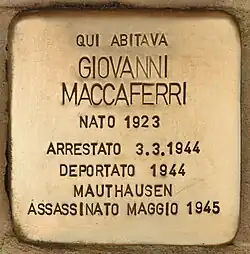 QUI ABITAVA
GIOVANNI
MACCAFERRI
NATO 1923
ARRESTATO 3.3.1944
DEPORTATO 1944
MAUTHAUSEN
ASSASSINATO MAGGIO 1945